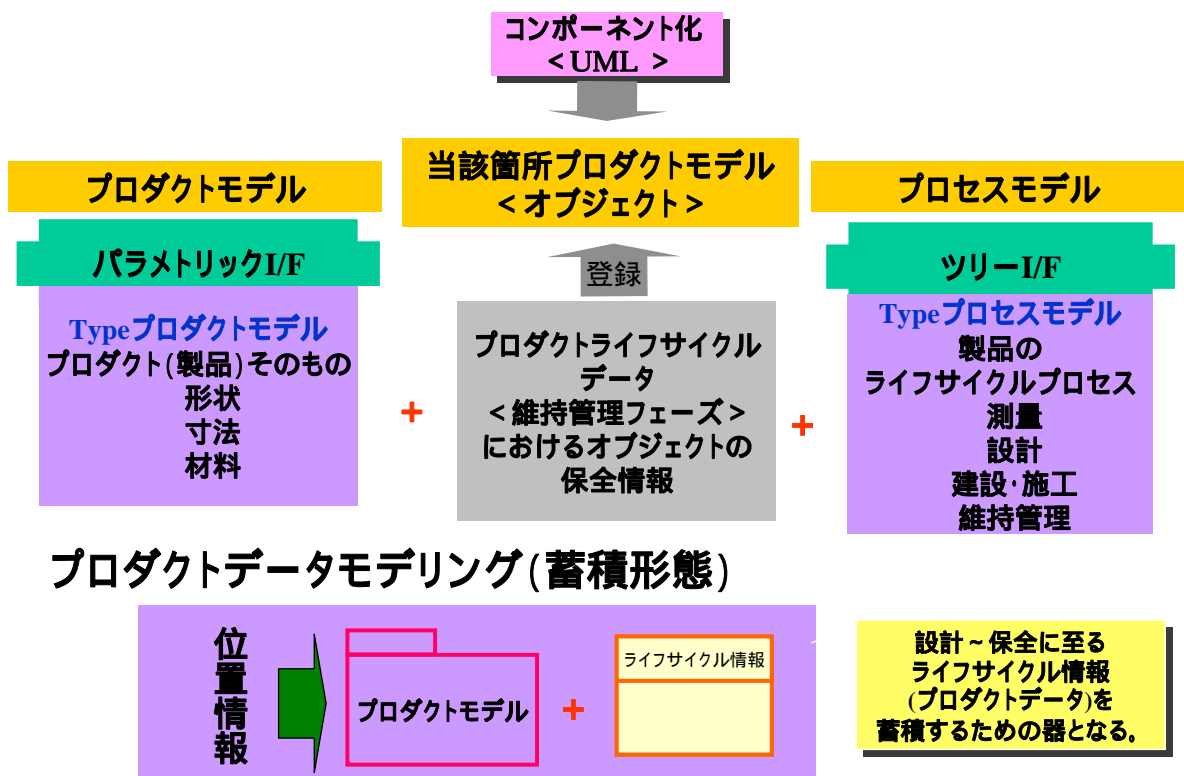 コンポーネント化
<UML >
当該箇所プロダクトモデル
<オブジェクト>
プロダクトモデル
パラメトリックI/F
Typeプロダクトモデル
プロダクト(製品)そのもの
形状
寸法
材料
+
登録
プロダクトライフサイクル
データ
<維持管理フェーズ>
におけるオブジェクトの
保全情報
+
プロセスモデル
ツリーI/F
Typeプロセスモデル
製品の
ライフサイクルプロセス
測量
設計
建設・施工
維持管理
プロダクトデータモデリング(蓄積形態)
位置情報
プロダクトモデル
+
ライフサイクル情報
設計~保全に至る
ライフサイクル情報
(プロダクトデータ)を
蓄積するための器となる。